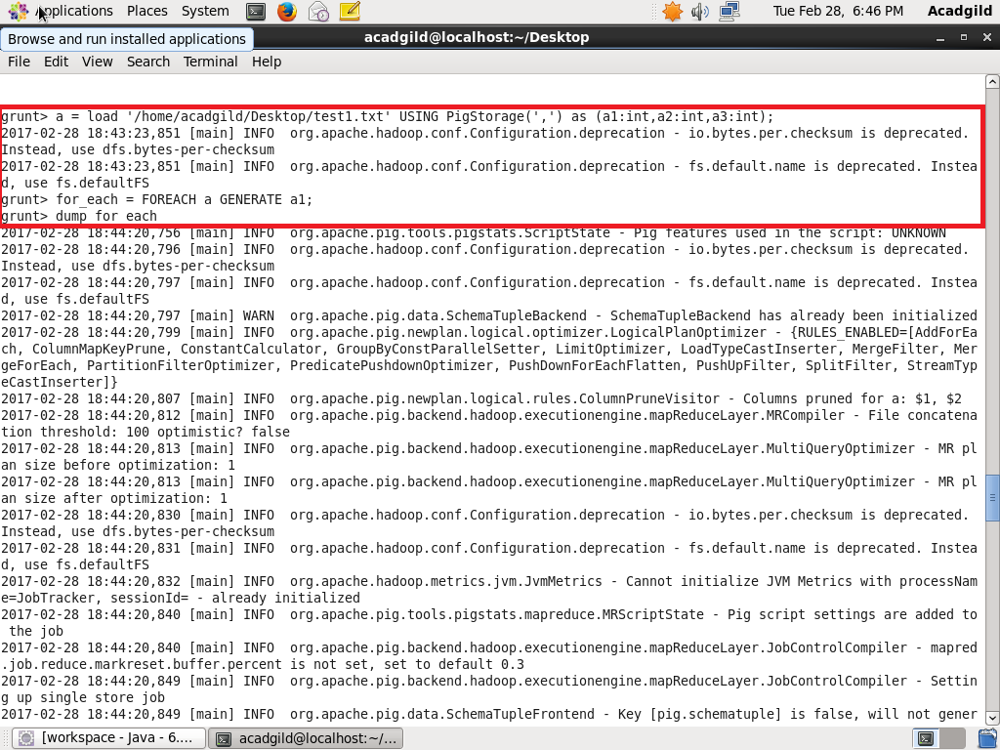 Applications Places System Tue Feb 28, 6:46 PM Acadgild
Browse and run installed applications
acadgild@localhost:~/Desktop
File Edit View Search Terminal Help
grunt> a = load '/home/acadgild/Desktop/test1.txt' USING PigStorage(',') as (a1:int,a2:int,a3:int);
2017-02-28 18:43:23,851 [main] INFO  org.apache.hadoop.conf.Configuration.deprecation - io.bytes.per.checksum is deprecated.
Instead, use dfs.bytes-per-checksum
2017-02-28 18:43:23,851 [main] INFO  org.apache.hadoop.conf.Configuration.deprecation - fs.default.name is deprecated. Instea
d, use fs.defaultFS
grunt> for_each = FOREACH a GENERATE a1;
grunt> dump for each
2017-02-28 18:44:20,756 [main] INFO  org.apache.pig.tools.pigstats.ScriptState - Pig features used in the script: UNKNOWN
2017-02-28 18:44:20,796 [main] INFO  org.apache.hadoop.conf.Configuration.deprecation - io.bytes.per.checksum is deprecated.
Instead, use dfs.bytes-per-checksum
2017-02-28 18:44:20,797 [main] INFO  org.apache.hadoop.conf.Configuration.deprecation - fs.default.name is deprecated. Instea
d, use fs.defaultFS
2017-02-28 18:44:20,797 [main] WARN  org.apache.pig.data.SchemaTupleBackend - SchemaTupleBackend has already been initialized
2017-02-28 18:44:20,799 [main] INFO  org.apache.pig.newplan.logical.optimizer.LogicalPlanOptimizer - {RULES_ENABLED=[AddForEa
ch, ColumnMapKeyPrune, ConstantCalculator, GroupByConstParallelSetter, LimitOptimizer, LoadTypeCastInserter, MergeFilter, Mer
geForEach, PartitionFilterOptimizer, PredicatePushdownOptimizer, PushDownForEachFlatten, PushUpFilter, SplitFilter, StreamTyp
eCastInserter]}
2017-02-28 18:44:20,807 [main] INFO  org.apache.pig.newplan.logical.rules.ColumnPruneVisitor - Columns pruned for a: $1, $2
2017-02-28 18:44:20,812 [main] INFO  org.apache.pig.backend.hadoop.executionengine.mapReduceLayer.MRCompiler - File concatena
tion threshold: 100 optimistic? false
2017-02-28 18:44:20,813 [main] INFO  org.apache.pig.backend.hadoop.executionengine.mapReduceLayer.MultiQueryOptimizer - MR pl
an size before optimization: 1
2017-02-28 18:44:20,813 [main] INFO  org.apache.pig.backend.hadoop.executionengine.mapReduceLayer.MultiQueryOptimizer - MR pl
an size after optimization: 1
2017-02-28 18:44:20,830 [main] INFO  org.apache.hadoop.conf.Configuration.deprecation - io.bytes.per.checksum is deprecated.
Instead, use dfs.bytes-per-checksum
2017-02-28 18:44:20,831 [main] INFO  org.apache.hadoop.conf.Configuration.deprecation - fs.default.name is deprecated. Instea
d, use fs.defaultFS
2017-02-28 18:44:20,832 [main] INFO  org.apache.hadoop.metrics.jvm.JvmMetrics - Cannot initialize JVM Metrics with processNam
e=JobTracker, sessionId= - already initialized
2017-02-28 18:44:20,840 [main] INFO  org.apache.pig.tools.pigstats.mapreduce.MRScriptState - Pig script settings are added to
 the job
2017-02-28 18:44:20,840 [main] INFO  org.apache.pig.backend.hadoop.executionengine.mapReduceLayer.JobControlCompiler - mapred
.job.reduce.markreset.buffer.percent is not set, set to default 0.3
2017-02-28 18:44:20,849 [main] INFO  org.apache.pig.backend.hadoop.executionengine.mapReduceLayer.JobControlCompiler - Settin
g up single store job
2017-02-28 18:44:20,849 [main] INFO  org.apache.pig.data.SchemaTupleFrontend - Key [pig.schematuple] is false, will not gener
[workspace - Java - 6.... acadgild@localhost:~/...